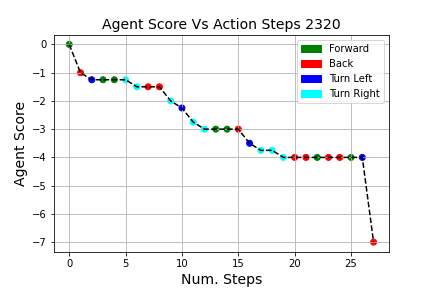 Agent Score Vs Action Steps 2320
Forward
Back
Turn Left
Turn Right
0
−1
−2
−3
−4
−5
−6
−7
Agent Score
0 5 10 15 20 25
Num. Steps